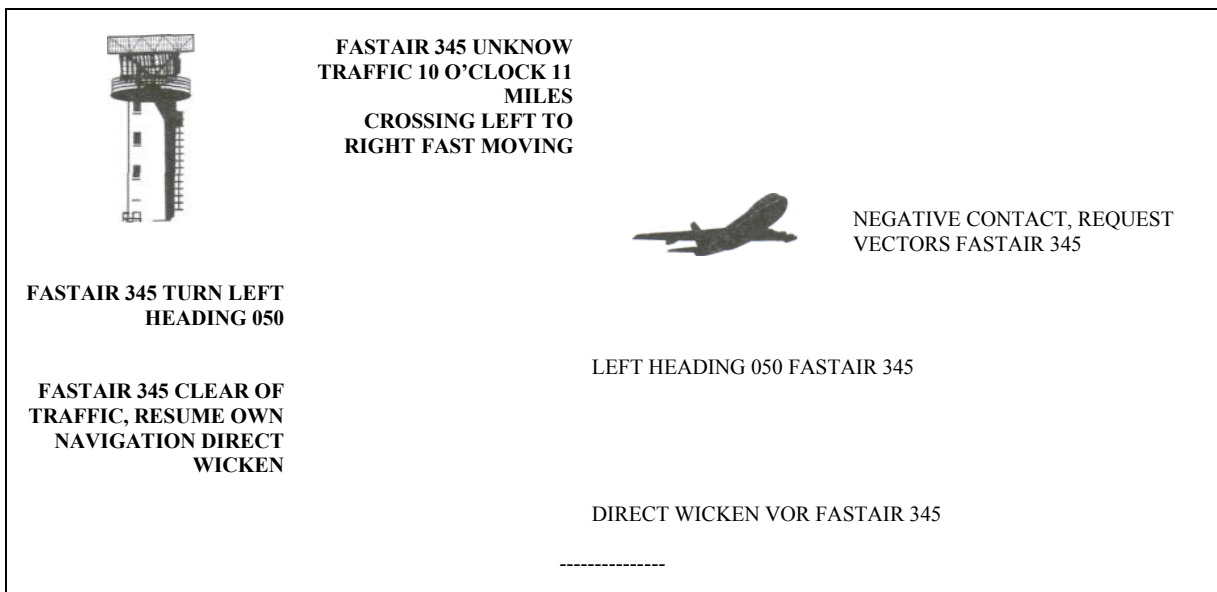 FASTAIR 345 UNKNOW
TRAFFIC 10 O’CLOCK 11
MILES
CROSSING LEFT TO
RIGHT FAST MOVING
NEGATIVE CONTACT, REQUEST
VECTORS FASTAIR 345
FASTAIR 345 TURN LEFT
HEADING 050
LEFT HEADING 050 FASTAIR 345
FASTAIR 345 CLEAR OF
TRAFFIC, RESUME OWN
NAVIGATION DIRECT
WICKEN
DIRECT WICKEN VOR FASTAIR 345
---------------